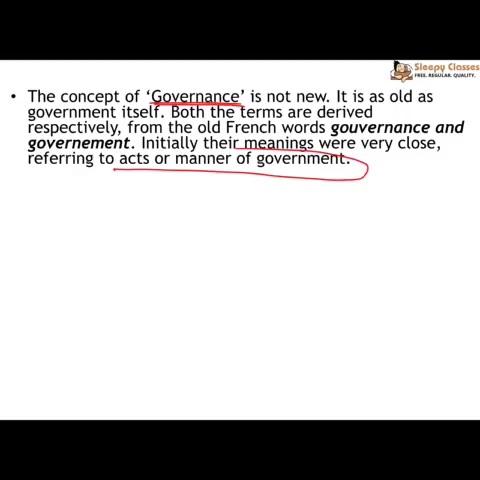 Sleepy Classes
FREE. REGULAR. QUALITY.
• The concept of ‘Governance’ is not new. It is as old as
government itself. Both the terms are derived
respectively, from the old French words gouvernance and
governement. Initially their meanings were very close,
referring to acts or manner of government.